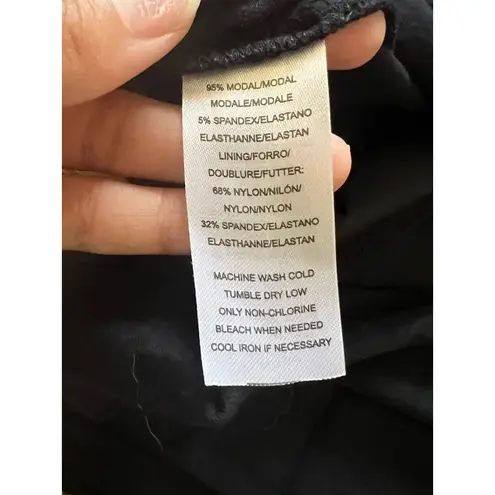 95% MODAL/MODAL
MODALE/MODALE
5% SPANDEX/ELASTANO
ELASTHANNE/ELASTAN
LINING/FORRO/
DOUBLURE/FUTTER:
68% NYLON/NILÓN/
NYLON/NYLON
32% SPANDEX/ELASTANO
ELASTHANNE/ELASTAN
MACHINE WASH COLD
TUMBLE DRY LOW
ONLY NON-CHLORINE
BLEACH WHEN NEEDED
COOL IRON IF NECESSARY